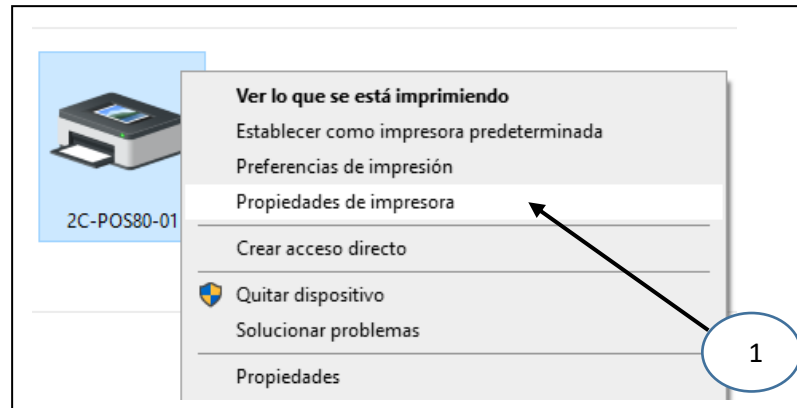 Ver lo que se está imprimiendo
Establecer como impresora predeterminada
Preferencias de impresión
Propiedades de impresora
2C-POS80-01
Crear acceso directo
Quitar dispositivo
Solucionar problemas
1
Propiedades